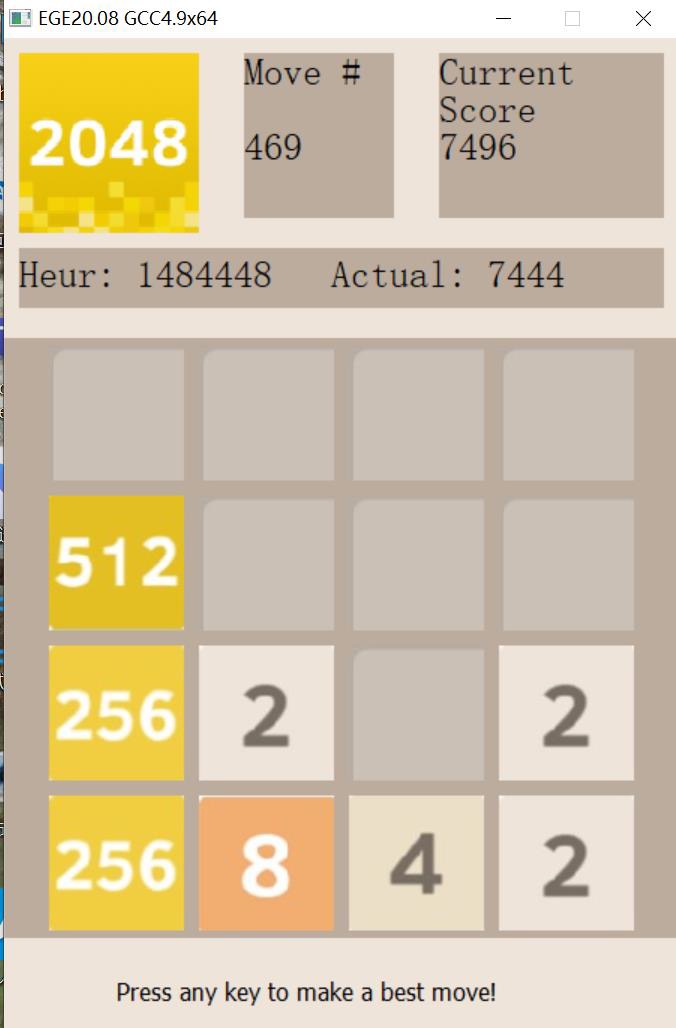 EGE20.08 GCC4.9x64
2048
Move #
469
Current
Score
7496
Heur: 1484448 Actual: 7444
512
256 2 2
256 8 4 2
Press any key to make a best move!